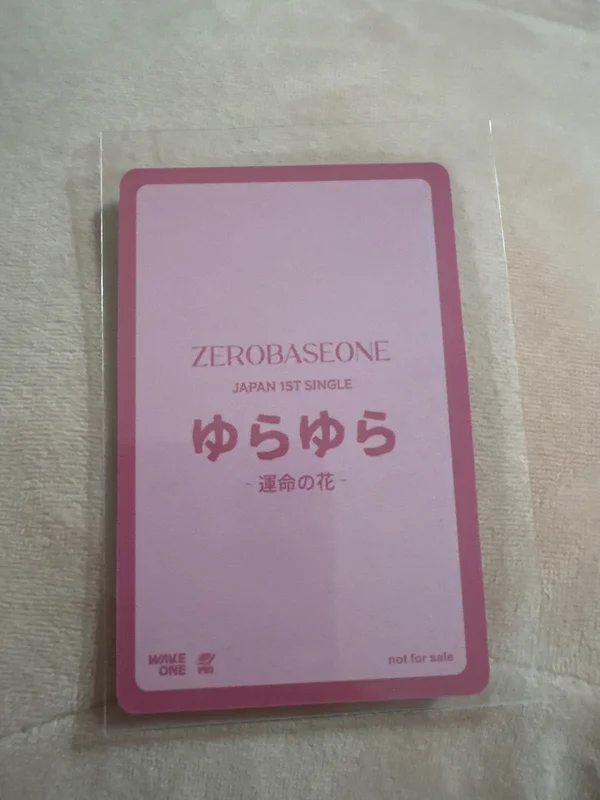 ZEROBASEONE
JAPAN 1ST SINGLE
ゆらゆら
- 運命の花 -
WAKE
ONE
not for sale